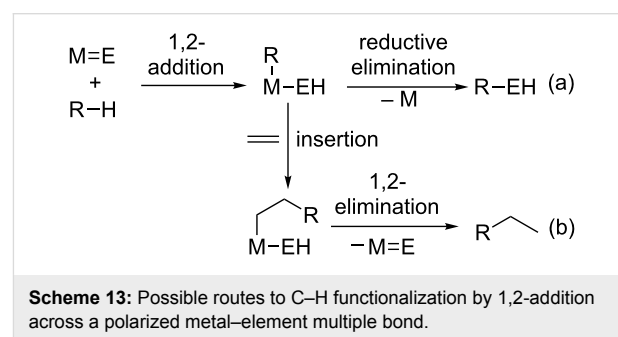 M=E
+
R–H
1,2-
addition
R
M–EH
reductive
elimination
– M
R–EH (a)
insertion
R
M–EH
1,2-
elimination
–M=E
R (b)
Scheme 13: Possible routes to C–H functionalization by 1,2-addition
across a polarized metal–element multiple bond.